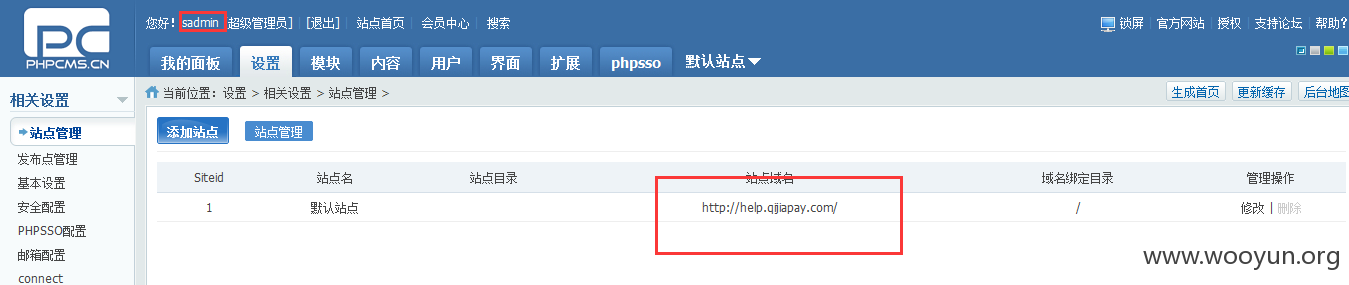 PC
PHPCMS.CN
您好！sadmin 超级管理员] | [退出] | 站点首页 | 会员中心 | 搜索
锁屏 | 官方网站 | 授权 | 支持论坛 | 帮助?
我的面板 设置 模块 内容 用户 界面 扩展 phpsso 默认站点
相关设置
当前位置：设置 > 相关设置 > 站点管理 >
生成首页 更新缓存 后台地图
站点管理
发布点管理
基本设置
安全配置
PHPSSO配置
邮箱配置
connect
添加站点 站点管理
Siteid 站点名 站点目录 站点域名 域名绑定目录 管理操作
1 默认站点 http://help.qijiapay.com/ / 修改 | 删除
www.wooyun.org